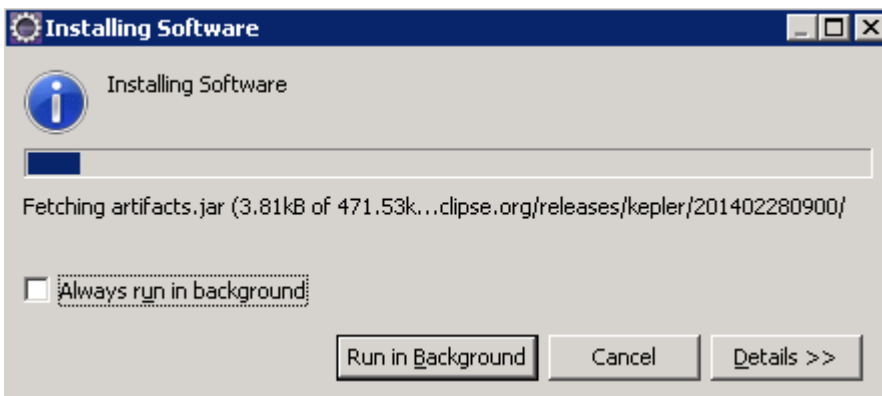 Installing Software
Installing Software
Fetching artifacts.jar (3.81kB of 471.53k...clipse.org/releases/kepler/201402280900/
Always run in background
Run in Background Cancel Details >>